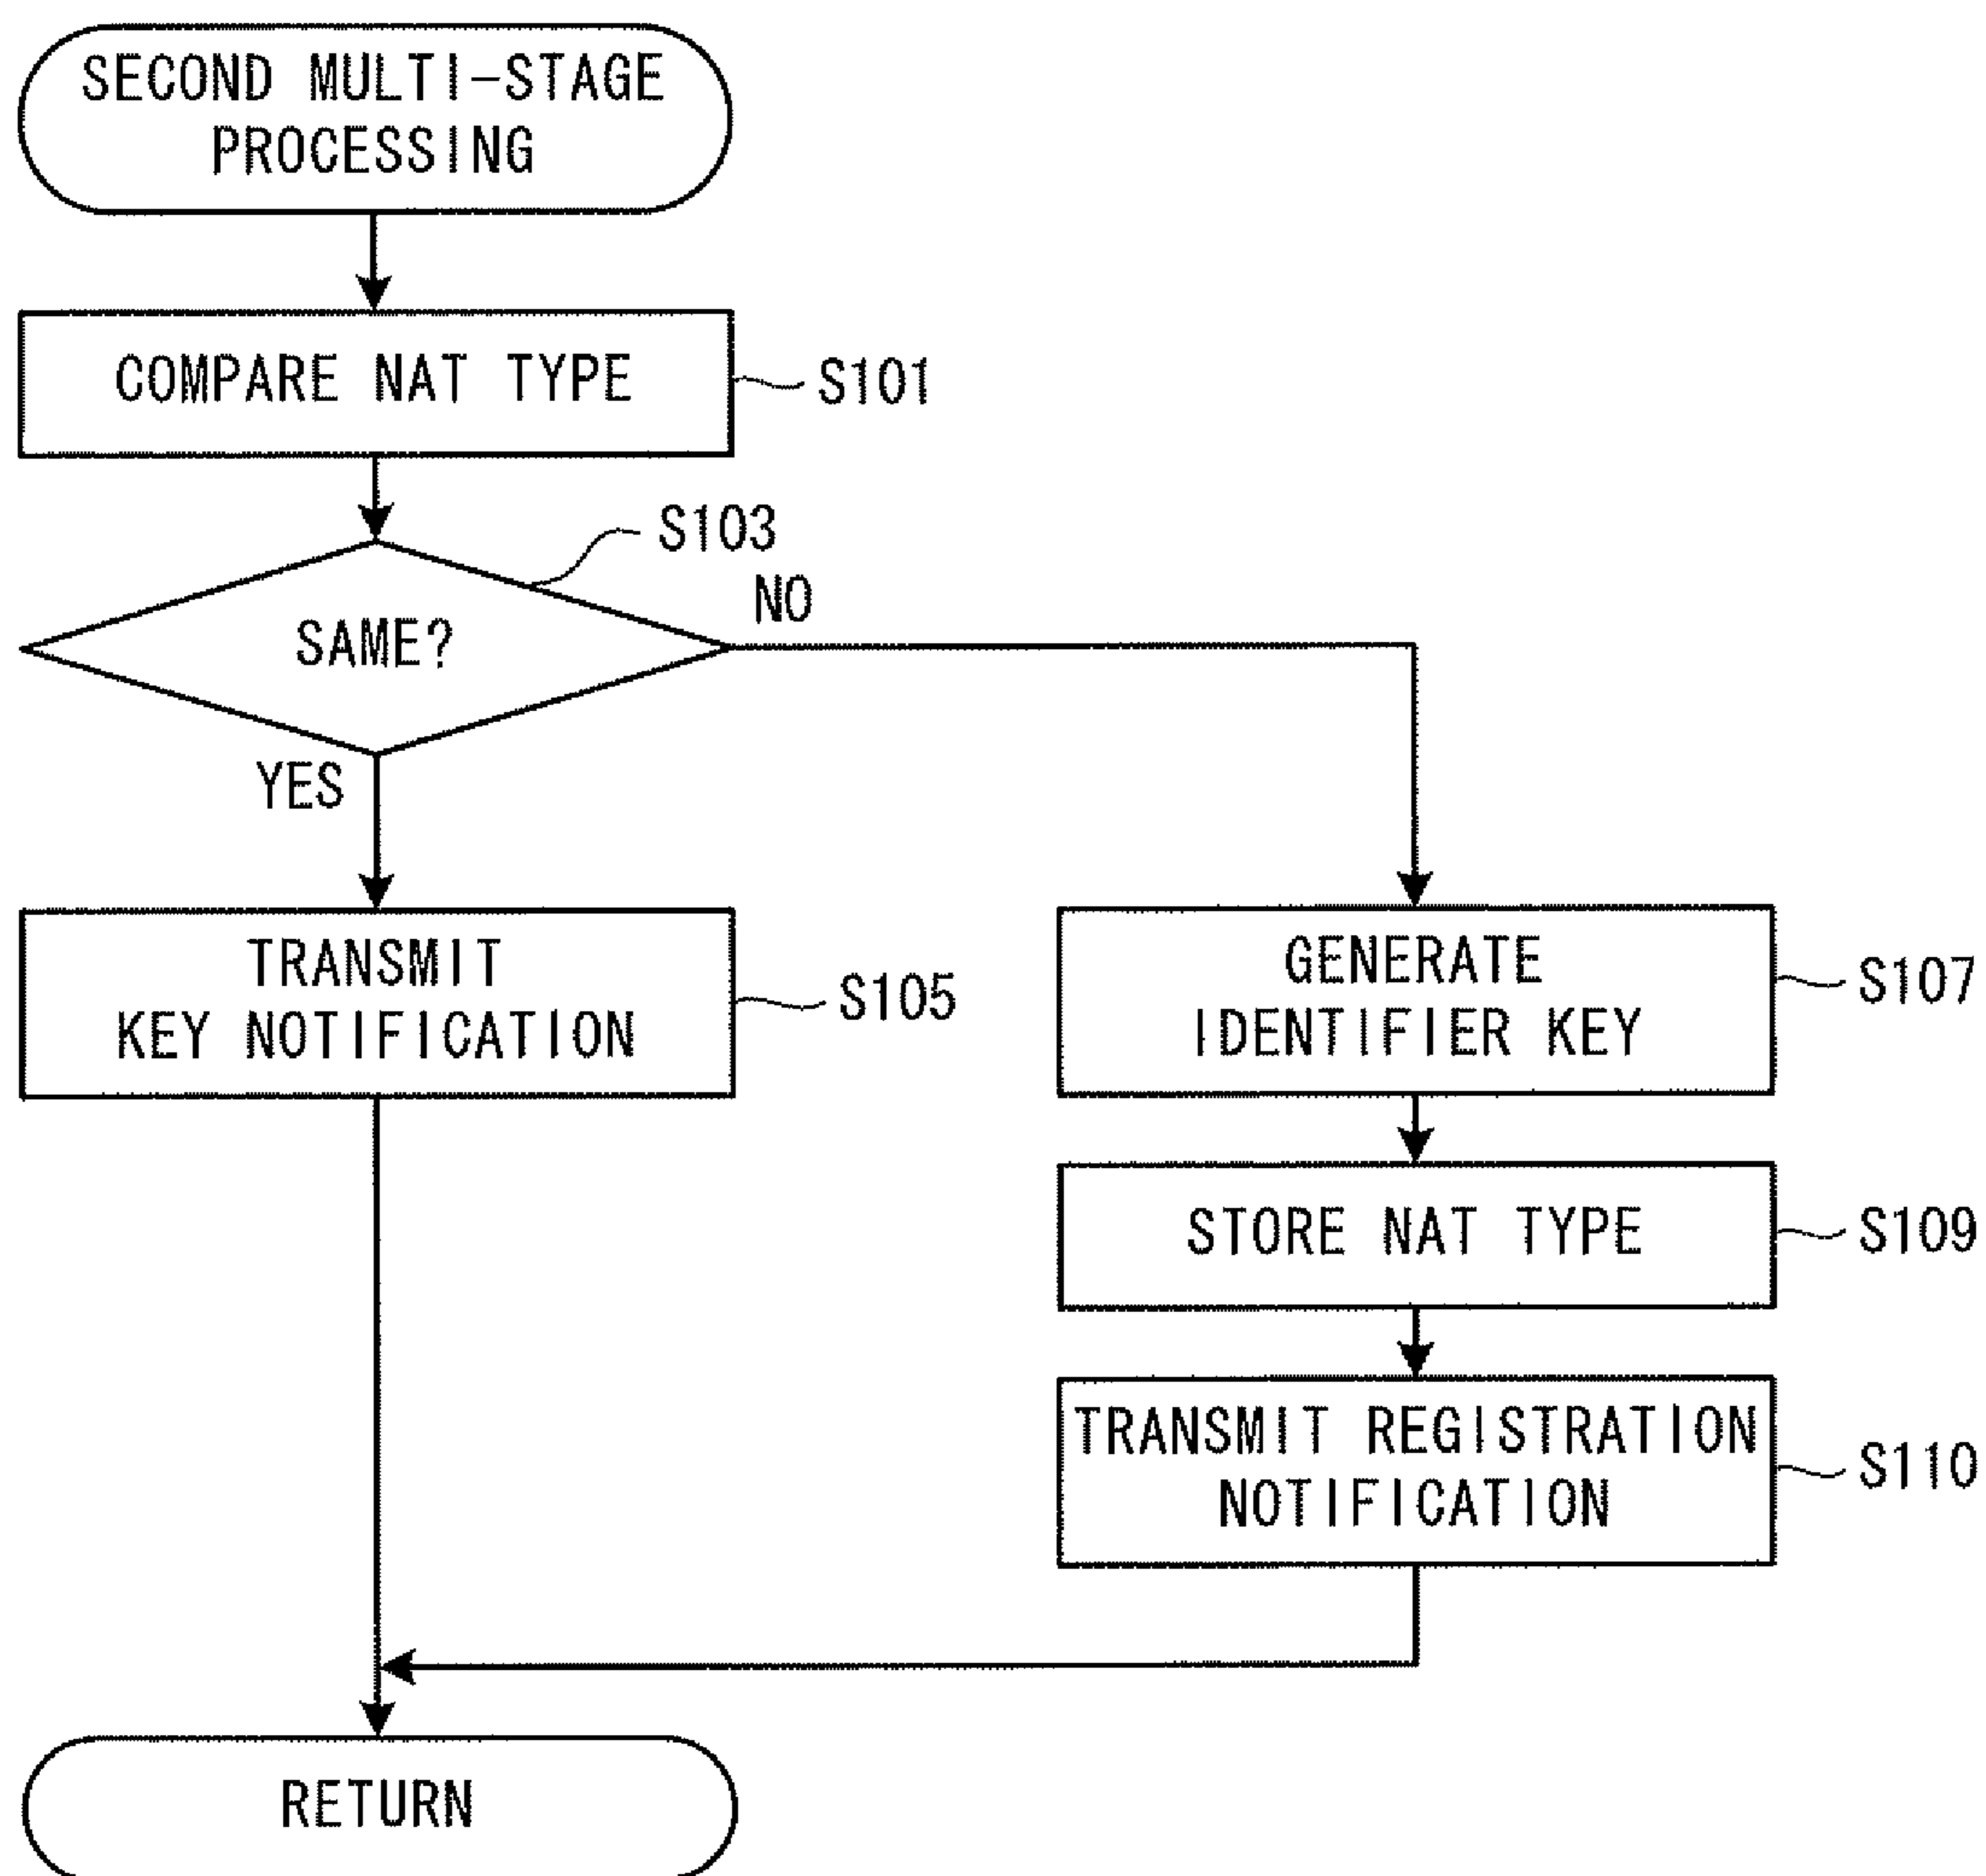 SECOND MULTI-STAGE
PROCESSING
COMPARE NAT TYPE
S101
S103
SAME?
NO
YES
TRANSMIT
KEY NOTIFICATION
S105
GENERATE
IDENTIFIER KEY
S107
STORE NAT TYPE
S109
TRANSMIT REGISTRATION
NOTIFICATION
S110
RETURN